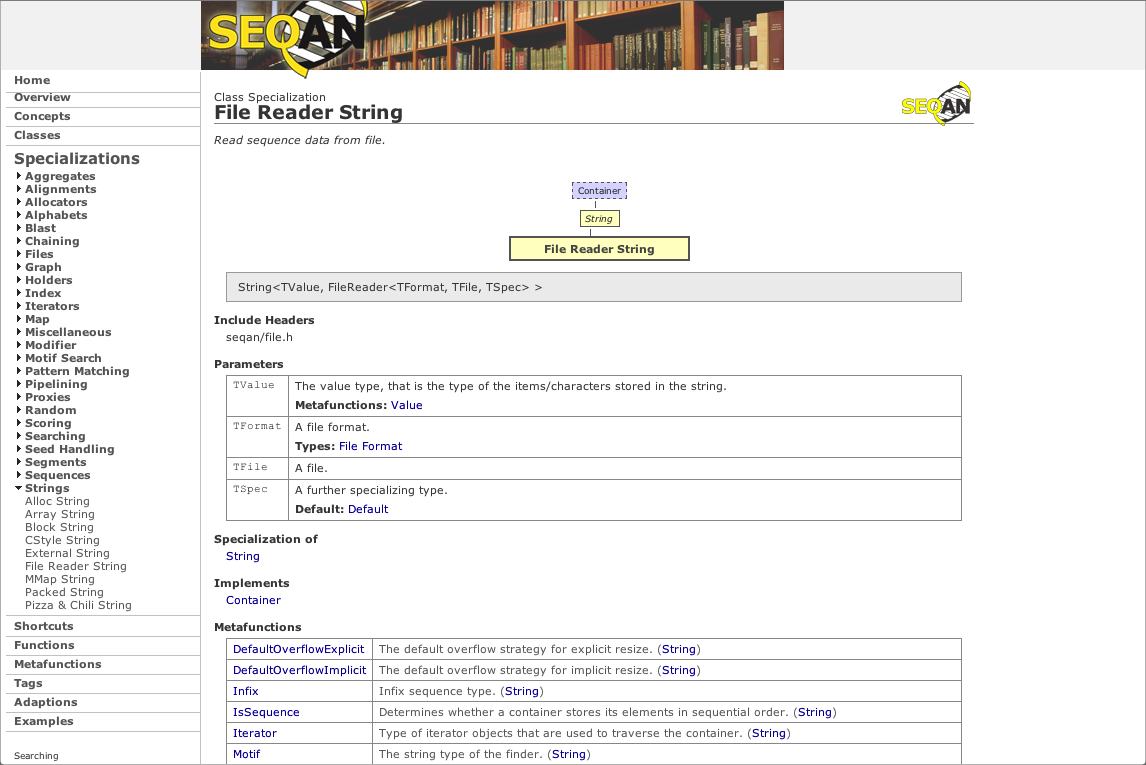 SEQAN
Home
Overview
Concepts
Classes
Specializations
Aggregates
Alignments
Allocators
Alphabets
Blast
Chaining
Files
Graph
Holders
Index
Iterators
Map
Miscellaneous
Modifier
Motif Search
Pattern Matching
Pipelining
Proxies
Random
Scoring
Searching
Seed Handling
Segments
Sequences
Strings
Alloc String
Array String
Block String
CStyle String
External String
File Reader String
MMap String
Packed String
Pizza & Chili String
Shortcuts
Functions
Metafunctions
Tags
Adaptions
Examples
Searching
Class Specialization
File Reader String
SEQAN
Read sequence data from file.
Container
String
File Reader String
String<TValue, FileReader<TFormat, TFile, TSpec> >
Include Headers
seqan/file.h
Parameters
TValue The value type, that is the type of the items/characters stored in the string.
Metafunctions: Value
TFormat A file format.
Types: File Format
TFile A file.
TSpec A further specializing type.
Default: Default
Specialization of
String
Implements
Container
Metafunctions
DefaultOverflowExplicit The default overflow strategy for explicit resize. (String)
DefaultOverflowImplicit The default overflow strategy for implicit resize. (String)
Infix Infix sequence type. (String)
IsSequence Determines whether a container stores its elements in sequential order. (String)
Iterator Type of iterator objects that are used to traverse the container. (String)
Motif The string type of the finder. (String)